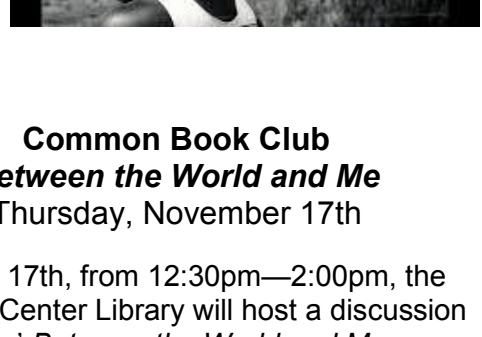 Common Book Club
etween the World and Me
Thursday, November 17th
17th, from 12:30pm—2:00pm, the
Center Library will host a discussion